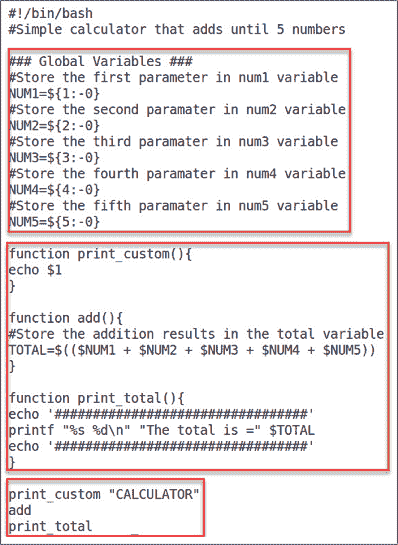 #!/bin/bash
#Simple calculator that adds until 5 numbers
### Global Variables ###
#Store the first paramater in num1 variable
NUM1=${1:-0}
#Store the second paramater in num2 variable
NUM2=${2:-0}
#Store the third paramater in num3 variable
NUM3=${3:-0}
#Store the fourth paramater in num4 variable
NUM4=${4:-0}
#Store the fifth paramater in num5 variable
NUM5=${5:-0}
function print_custom(){
echo $1
}
function add(){
#Store the addition results in the total variable
TOTAL=$(($NUM1 + $NUM2 + $NUM3 + $NUM4 + $NUM5))
}
function print_total(){
echo '#################################'
printf "%s %d\n" "The total is =" $TOTAL
echo '#################################'
}
print_custom "CALCULATOR"
add
print_total